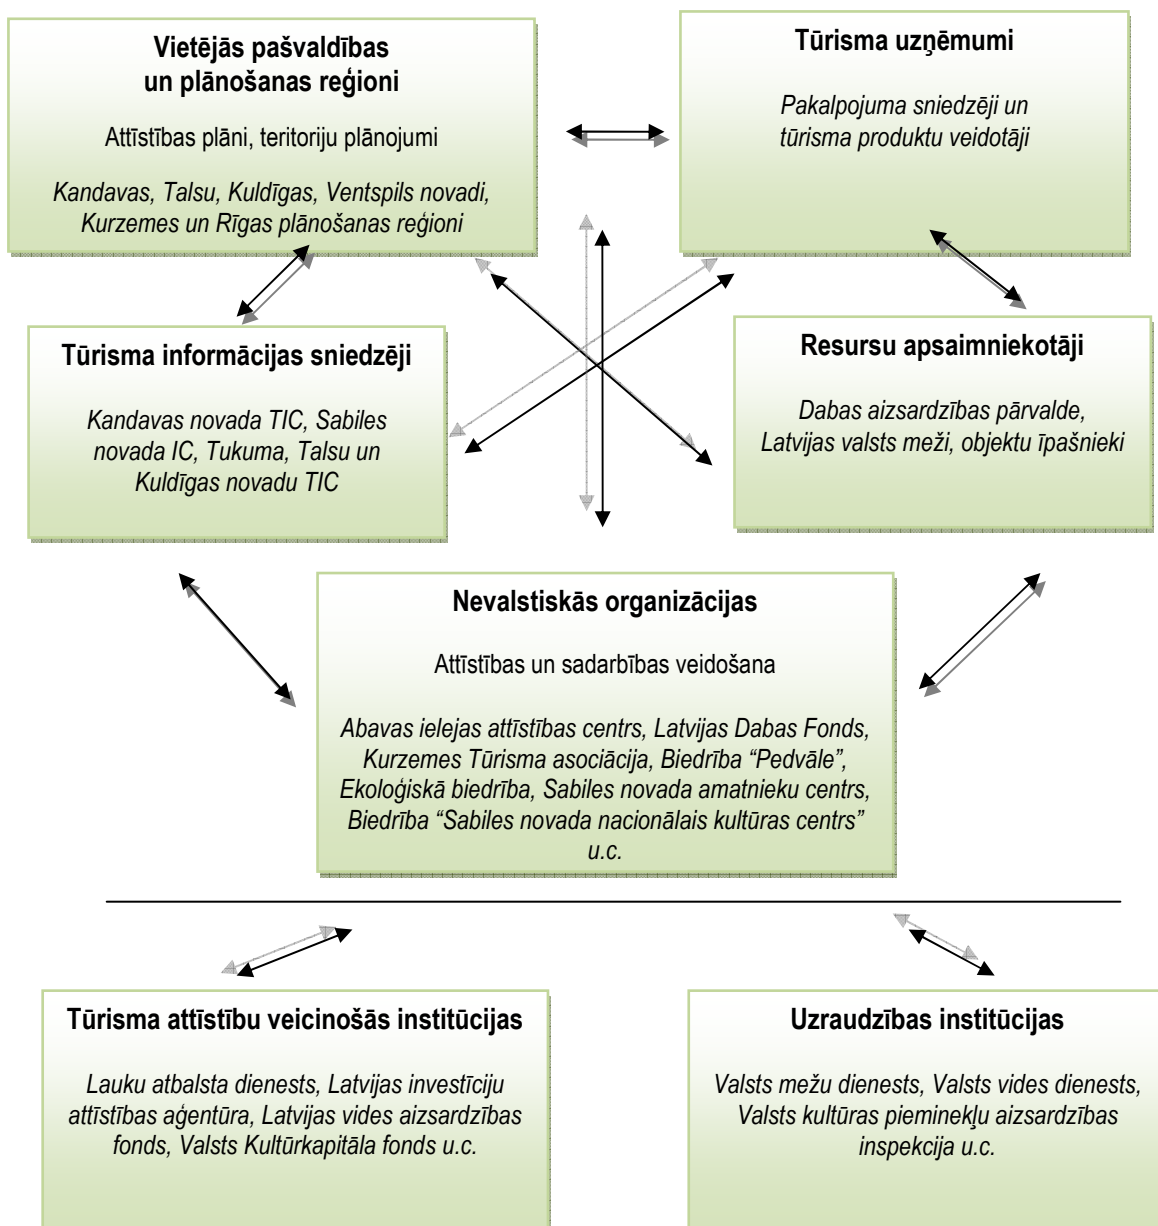 Vietējās pašvaldības
un plānošanas reģioni
Attīstības plāni, teritoriju plānojumi
Kandavas, Talsu, Kuldīgas, Ventspils novadi,
Kurzemes un Rīgas plānošanas reģioni
Tūrisma uzņēmumi
Pakalpojuma sniedzēji un
tūrisma produktu veidotāji
Tūrisma informācijas sniedzēji
Kandavas novada TIC, Sabiles
novada IC, Tukuma, Talsu un
Kuldīgas novadu TIC
Resursu apsaimniekotāji
Dabas aizsardzības pārvalde,
Latvijas valsts meži, objektu īpašnieki
Nevalstiskās organizācijas
Attīstības un sadarbības veidošana
Abavas ielejas attīstības centrs, Latvijas Dabas Fonds,
Kurzemes Tūrisma asociācija, Biedrība “Pedvāle”,
Ekoloģiskā biedrība, Sabiles novada amatnieku centrs,
Biedrība “Sabiles novada nacionālais kultūras centrs”
u.c.
Tūrisma attīstību veicinošās institūcijas
Lauku atbalsta dienests, Latvijas investīciju
attīstības aģentūra, Latvijas vides aizsardzības
fonds, Valsts Kultūrkapitāla fonds u.c.
Uzraudzības institūcijas
Valsts mežu dienests, Valsts vides dienests,
Valsts kultūras pieminekļu aizsardzības
inspekcija u.c.